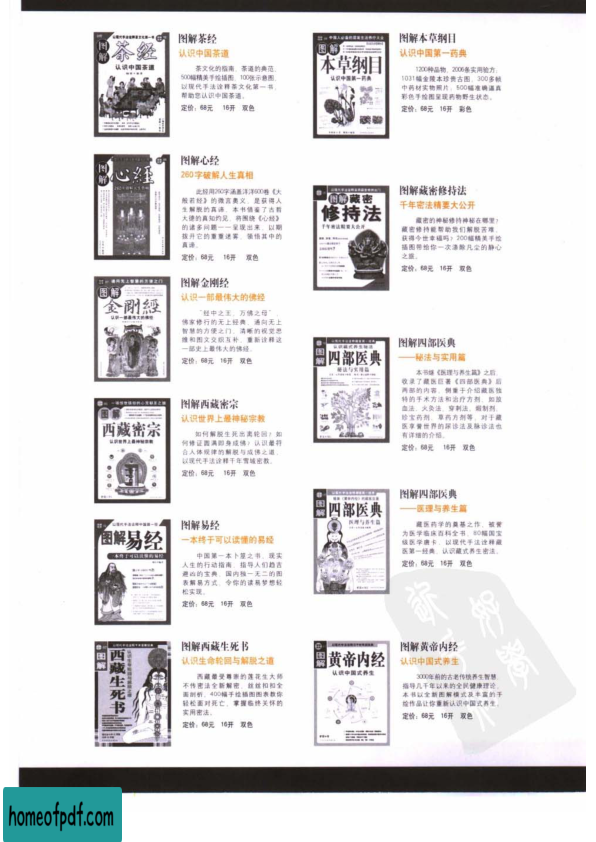 图解茶经
认识中国茶道
茶文化的指南，茶道的典范，
500幅精美手绘插图，100张示意图，
以现代手法诠释茶文化第一书，
帮助您认识中国茶道。
定价：68元 16开 双色
图解心经
260字破解人生真相
此经用260字涵盖洋洋600卷《大
般若经》的微言奥义，是获得人
生解脱的真谛。本书借鉴了古哲
大德的真知灼见，将围绕《心经》
的诸多问题一一呈现出来，以期
拨开它的重重迷雾，领悟其中的
真谛。
定价：68元 16开 双色
图解金刚经
认识一部最伟大的佛经
“经中之王，万佛之母”，
佛家修行的无上经典，通向无上
智慧的方便之门，清晰的视觉思
维和图文交织互补，重新诠释这
一部史上最伟大的佛经。
定价：68元 16开 双色
图解西藏密宗
认识世界上最神秘宗教
如何解脱生死出离轮回？如
何修证圆满即身成佛？认识最符
合人体规律的解脱与成佛之道，
以现代手法诠释千年雪域密教。
定价：68元 16开 双色
图解易经
一本终于可以读懂的易经
中国第一本卜筮之书，现实
人生的行动指南，指导人们趋吉
避凶的宝典，国内独一无二的图
表解易方式，令你的读易梦想轻
松实现。
定价：68元 16开 双色
图解西藏生死书
认识生命轮回与解脱之道
西藏最受尊崇的莲花生大师
不传密法全新解密，丝丝扣扣全
面剖析，400幅手绘插图图表教你
轻松面对死亡，掌握临终关怀的
实用密法。
定价：68元 16开 双色
图解本草纲目
认识中国第一药典
1200种品物，2006条实用验方，
1031幅金陵本珍贵古图，300多帧
中药材实物照片，500幅准确逼真
彩色手绘图呈现药物野生状态。
定价：68元 16开 彩色
图解藏密修持法
千年密法精要大公开
藏密的神秘修持神秘在哪里？
藏密修持能帮助我们解脱苦难，
获得今世幸福吗？200幅精美手绘
插图带给你一次涤除凡尘的静心
之旅。
定价：68元 16开 双色
图解四部医典
——秘法与实用篇
本书继《医理与养生篇》之后，
收录了藏医巨著《四部医典》后
两部的内容，侧重介绍藏医独
特的手术方法和治疗方剂，如放
血法、火灸法、穿刺法、煅制剂、
珍宝药剂、草药方剂等，对于藏
医享誉世界的尿诊法及脉诊法也
有详细的介绍。
定价：68元 16开 双色
图解四部医典
——医理与养生篇
藏医药学的奠基之作，被誉
为医学临床百科全书，80幅国宝
级医学唐卡，以现代手法诠释藏
医第一经典，认识藏式养生密法。
定价：68元 16开 双色
图解黄帝内经
认识中国式养生
3000年前的古老传统养生智慧，
指导几千年以来的全民健康理论，
本书以全新图解模式及丰富的手
绘作品让你重新认识中国式养生。
定价：68元 16开 双色
homeofpdf.com